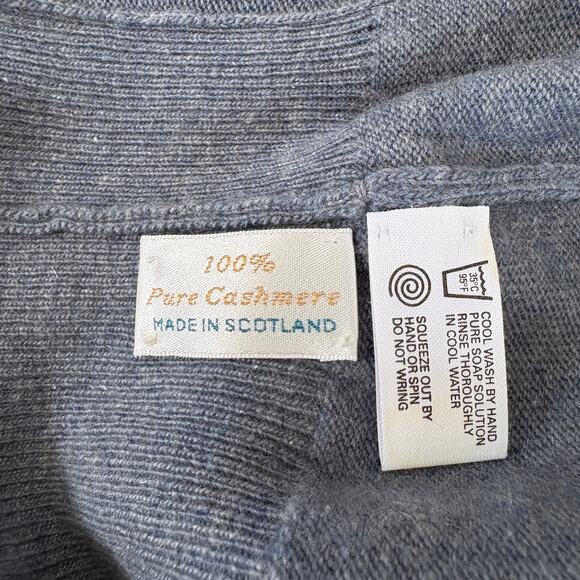 100%
Pure Cashmere
MADE IN SCOTLAND
35°C
95°F
COOL WASH BY HAND
PURE SOAP SOLUTION
RINSE THOROUGHLY
IN COOL WATER
SQUEEZE OUT BY
HAND OR SPIN
DO NOT WRING